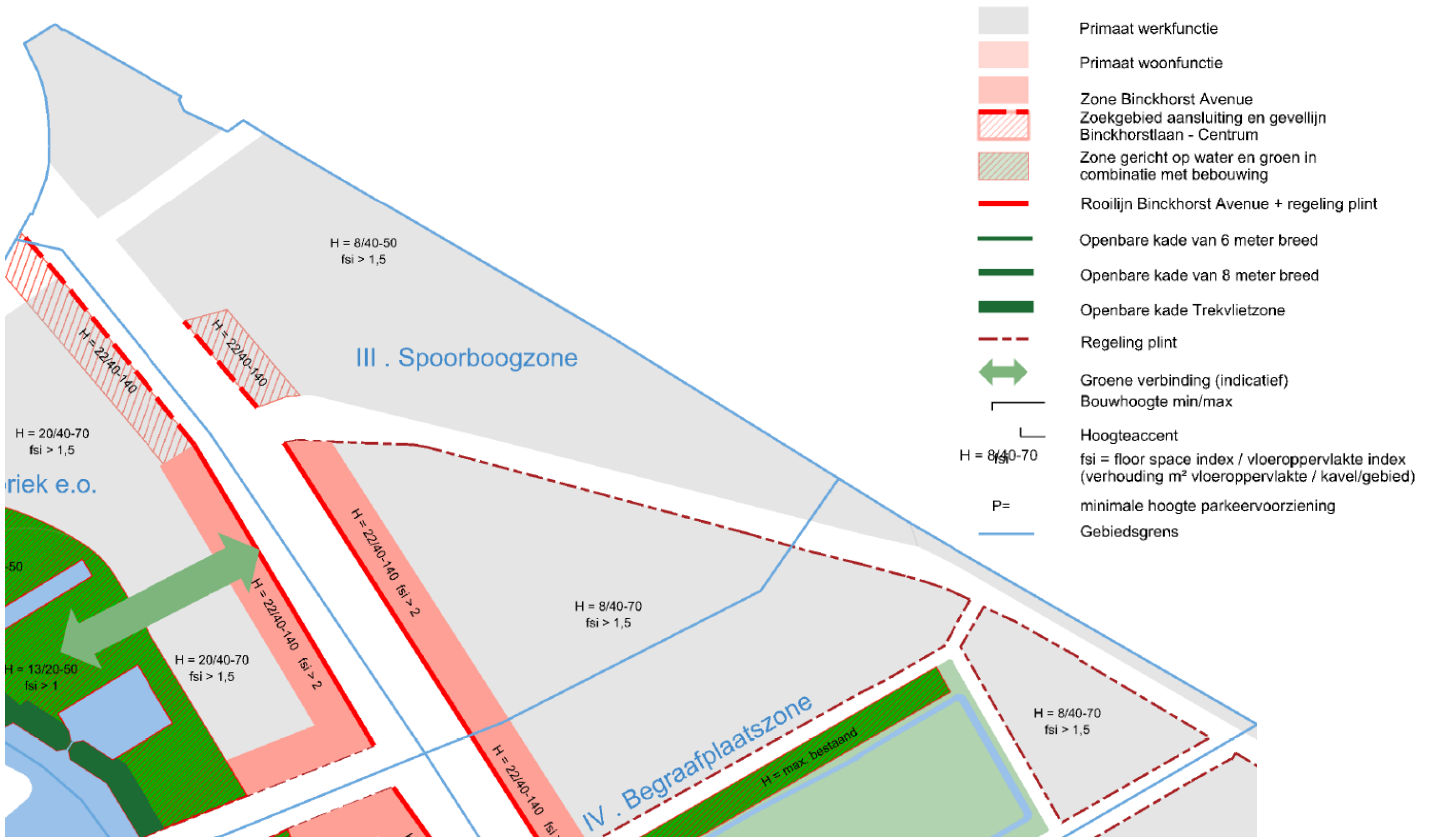 H = 8/40-50
fsi > 1,5
H = 22/40-140
H = 22/40-140
III . Spoorboogzone
H = 20/40-70
fsi > 1,5
riek e.o.
-50
H = 22/40-140 fsi > 2
H = 22/40-140 fsi > 2
H = 8/40-70
fsi > 1,5
H = 13/20-50
fsi > 1
H = 20/40-70
fsi > 1,5
H = 22/40-140 fsi >
IV . Begraafplaatszone
H = max. bestaand
H = 8/40-70
fsi > 1,5
H
Primaat werkfunctie
Primaat woonfunctie
Zone Binckhorst Avenue
Zoekgebied aansluiting en gevellijn
Binckhorstlaan - Centrum
Zone gericht op water en groen in
combinatie met bebouwing
Rooilijn Binckhorst Avenue + regeling plint
Openbare kade van 6 meter breed
Openbare kade van 8 meter breed
Openbare kade Trekvlietzone
Regeling plint
Groene verbinding (indicatief)
Bouwhoogte min/max
Hoogteaccent
H = 8/40-70
fsi
fsi = floor space index / vloeroppervlakte index
(verhouding m² vloeroppervlakte / kavel/gebied)
P=
minimale hoogte parkeervoorziening
Gebiedsgrens